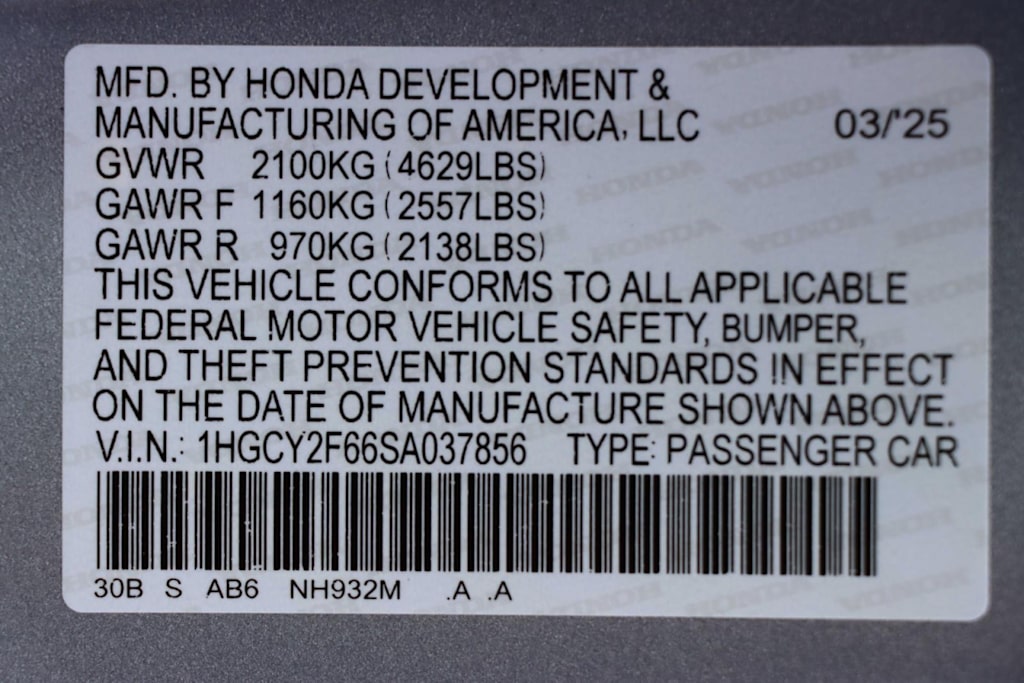 MFD. BY HONDA DEVELOPMENT &
MANUFACTURING OF AMERICA, LLC 03/'25
GVWR 2100KG (4629LBS)
GAWR F 1160KG (2557LBS)
GAWR R 970KG (2138LBS)
THIS VEHICLE CONFORMS TO ALL APPLICABLE
FEDERAL MOTOR VEHICLE SAFETY, BUMPER,
AND THEFT PREVENTION STANDARDS IN EFFECT
ON THE DATE OF MANUFACTURE SHOWN ABOVE.
V.I.N.: 1HGCY2F66SA037856 TYPE: PASSENGER CAR
30B S AB6 NH932M .A .A